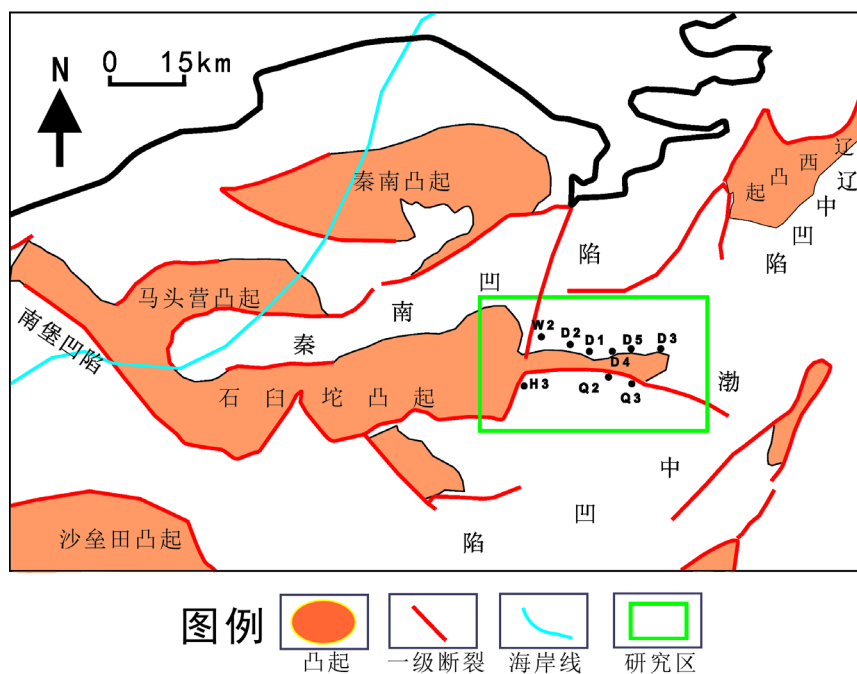 N
0 15km
秦南凸起
辽西凸起
辽中凹陷
马头营凸起
南堡凹陷
秦南凹陷
W2
D2
D1
D5
D3
D4
H3
Q2
Q3
石臼坨凸起
渤中凹陷
沙垒田凸起
图例
凸起
一级断裂
海岸线
研究区